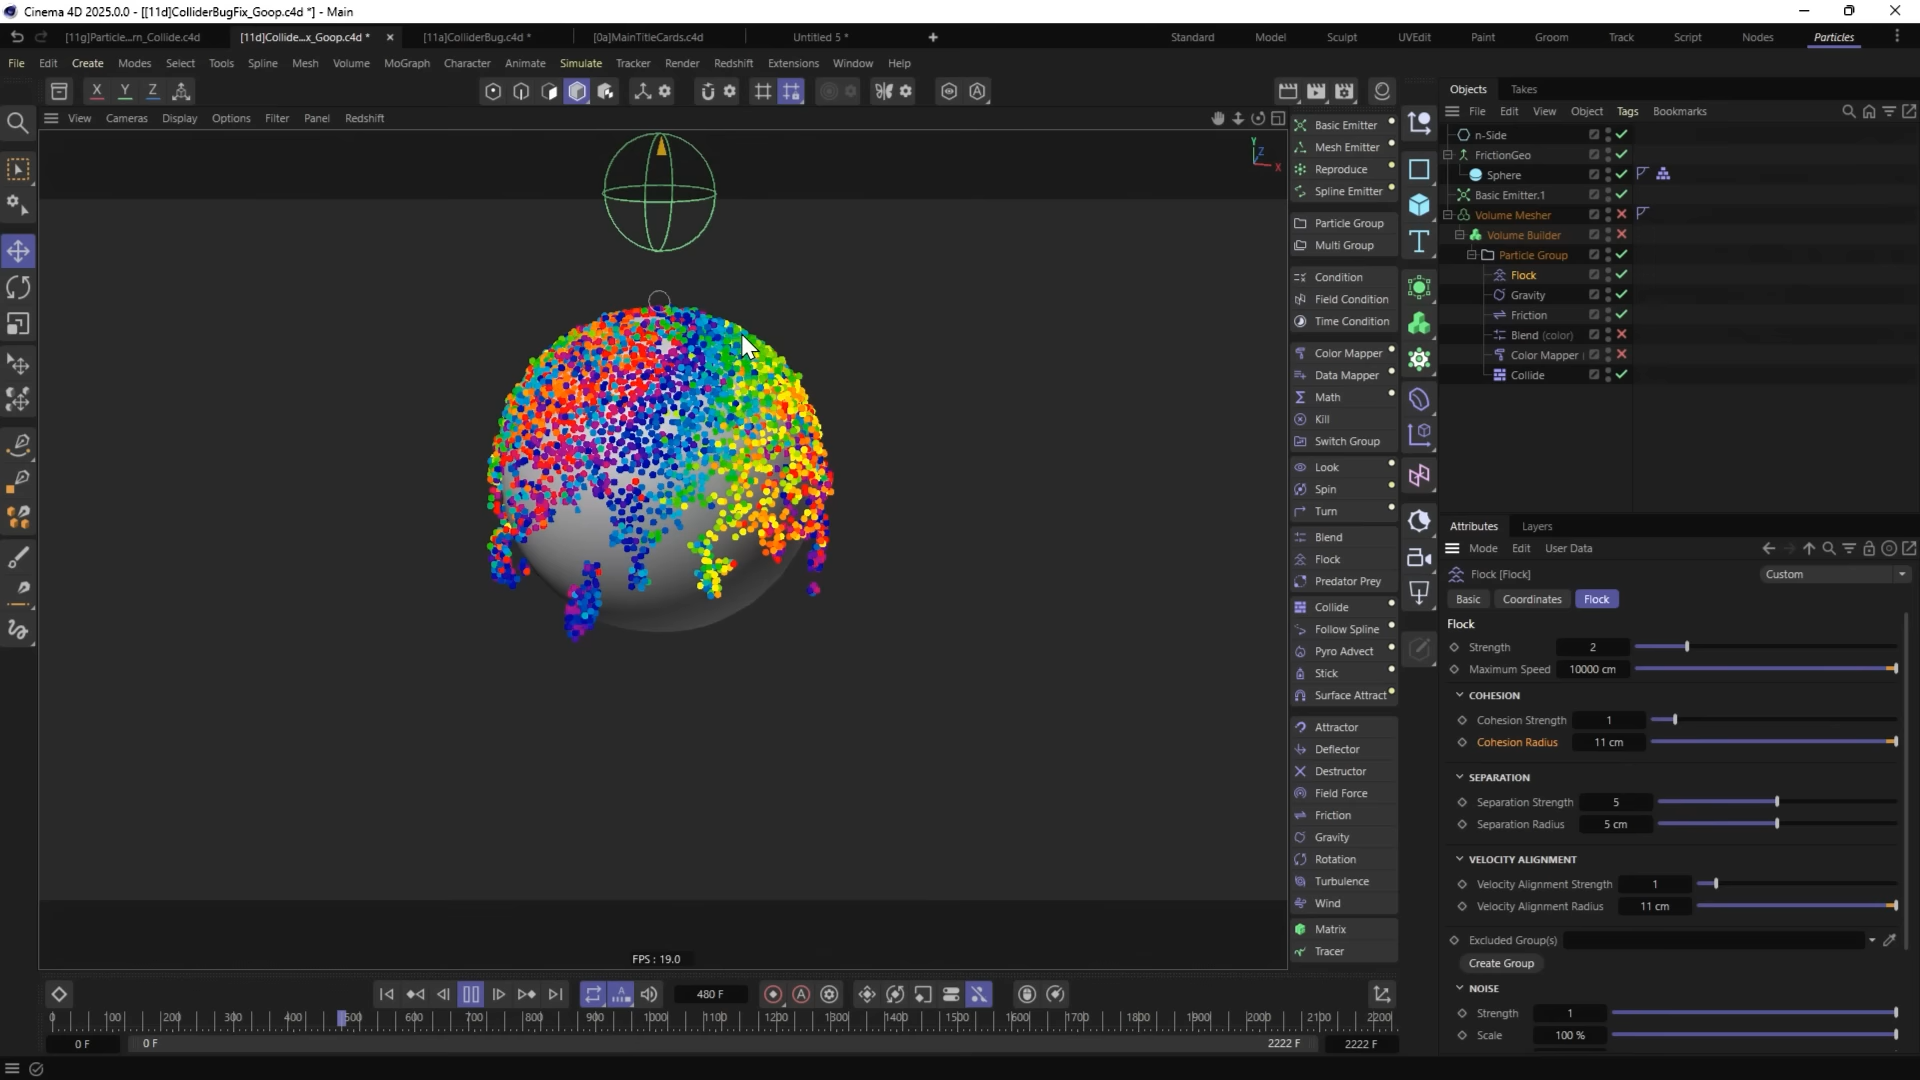 Cinema 4D 2025.0.0 - [[11d]ColliderBugFix_Goop.c4d *] - Main
[11g]Particle...rn_Collide.c4d
[11d]Collide...x_Goop.c4d *
[11a]ColliderBug.c4d *
[0a]MainTitleCards.c4d
Untitled 5 *
Standard Model Sculpt UVEdit Paint Groom Track Script Nodes Particles
File Edit Create Modes Select Tools Spline Mesh Volume MoGraph Character Animate Simulate Tracker Render Redshift Extensions Window Help
X Y Z
View Cameras Display Options Filter Panel Redshift
Y
Z
X
FPS : 19.0
Basic Emitter
Mesh Emitter
Reproduce
Spline Emitter
Particle Group
Multi Group
Condition
Field Condition
Time Condition
Color Mapper
Data Mapper
Math
Kill
Switch Group
Look
Spin
Turn
Blend
Flock
Predator Prey
Collide
Follow Spline
Pyro Advect
Stick
Surface Attract
Attractor
Deflector
Destructor
Field Force
Friction
Gravity
Rotation
Turbulence
Wind
Matrix
Tracer
Objects Takes
File Edit View Object Tags Bookmarks
n-Side
FrictionGeo
Sphere
Basic Emitter.1
Volume Mesher
Volume Builder
Particle Group
Flock
Gravity
Friction
Blend (color)
Color Mapper
Collide
Attributes Layers
Mode Edit User Data
Flock [Flock]
Custom
Basic Coordinates Flock
Flock
Strength 2
Maximum Speed 10000 cm
COHESION
Cohesion Strength 1
Cohesion Radius 11 cm
SEPARATION
Separation Strength 5
Separation Radius 5 cm
VELOCITY ALIGNMENT
Velocity Alignment Strength 1
Velocity Alignment Radius 11 cm
Excluded Group(s)
Create Group
NOISE
Strength 1
Scale 100 %
480 F
0 100 200 300 400 500 600 700 800 900 1000 1100 1200 1300 1400 1500 1600 1700 1800 1900 2000 2100 2200
0 F 0 F 2222 F 2222 F